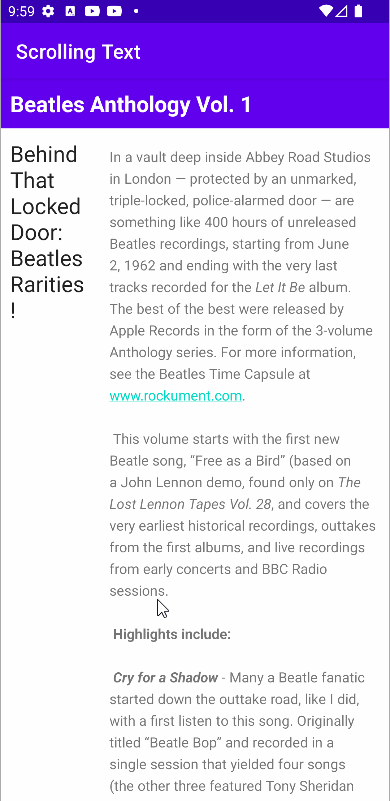 9:59
Scrolling Text
Beatles Anthology Vol. 1
Behind
That
Locked
Door:
Beatles
Rarities
!
In a vault deep inside Abbey Road Studios
in London — protected by an unmarked,
triple-locked, police-alarmed door — are
something like 400 hours of unreleased
Beatles recordings, starting from June
2, 1962 and ending with the very last
tracks recorded for the Let It Be album.
The best of the best were released by
Apple Records in the form of the 3-volume
Anthology series. For more information,
see the Beatles Time Capsule at
www.rockument.com.
This volume starts with the first new
Beatle song, “Free as a Bird” (based on
a John Lennon demo, found only on The
Lost Lennon Tapes Vol. 28, and covers the
very earliest historical recordings, outtakes
from the first albums, and live recordings
from early concerts and BBC Radio
sessions.
Highlights include:
Cry for a Shadow - Many a Beatle fanatic
started down the outtake road, like I did,
with a first listen to this song. Originally
titled “Beatle Bop” and recorded in a
single session that yielded four songs
(the other three featured Tony Sheridan